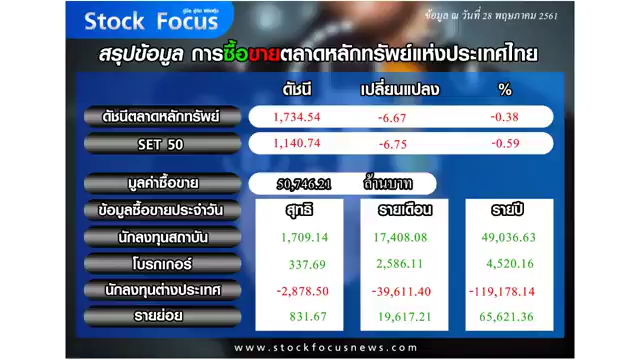 Stock Focus
ข้อมูล ณ วันที่ 28 พฤษภาคม 2561
สรุปข้อมูล การซื้อขายตลาดหลักทรัพย์แห่งประเทศไทย
ดัชนี เปลี่ยนแปลง %
ดัชนีตลาดหลักทรัพย์ 1,734.54 -6.67 -0.38
SET 50 1,140.74 -6.75 -0.59
มูลค่าซื้อขาย 50,746.21 ล้านบาท
ข้อมูลซื้อขายประจำวัน สุทธิ รายเดือน รายปี
นักลงทุนสถาบัน 1,709.14 17,408.08 49,036.63
โบรกเกอร์ 337.69 2,586.11 4,520.16
นักลงทุนต่างประเทศ -2,878.50 -39,611.40 -119,178.14
รายย่อย 831.67 19,617.21 65,621.36
www.stockfocusnews.com